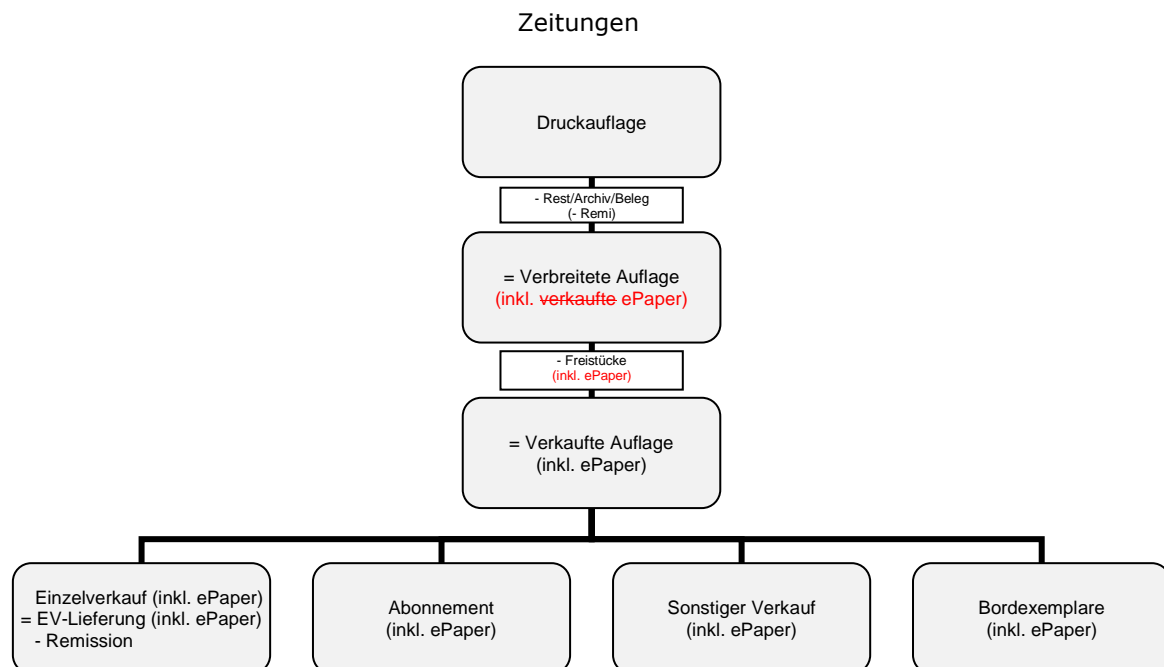 Zeitungen
Druckauflage
- Rest/Archiv/Beleg
(- Remi)
= Verbreitete Auflage
(inkl. verkaufte ePaper)
- Freistücke
(inkl. ePaper)
= Verkaufte Auflage
(inkl. ePaper)
Einzelverkauf (inkl. ePaper)
= EV-Lieferung (inkl. ePaper)
- Remission
Abonnement
(inkl. ePaper)
Sonstiger Verkauf
(inkl. ePaper)
Bordexemplare
(inkl. ePaper)